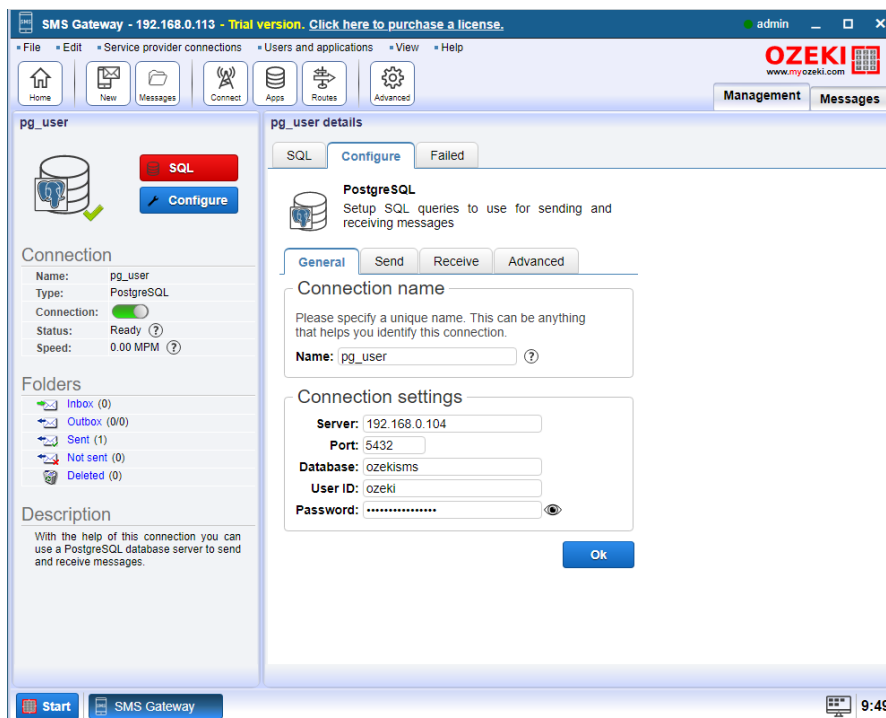 SMS Gateway - 192.168.0.113 - Trial version. Click here to purchase a license.
admin
File Edit Service provider connections Users and applications View Help
OZEKI
www.myozeki.com
Home New Messages Connect Apps Routes Advanced
Management Messages
pg_user
SQL
Configure
Connection
Name: pg_user
Type: PostgreSQL
Connection:
Status: Ready ?
Speed: 0.00 MPM ?
Folders
Inbox (0)
Outbox (0/0)
Sent (1)
Not sent (0)
Deleted (0)
Description
With the help of this connection you can
use a PostgreSQL database server to send
and receive messages.
pg_user details
SQL Configure Failed
PostgreSQL
Setup SQL queries to use for sending and
receiving messages
General Send Receive Advanced
Connection name
Please specify a unique name. This can be anything
that helps you identify this connection.
Name: pg_user ?
Connection settings
Server: 192.168.0.104
Port: 5432
Database: ozekisms
User ID: ozeki
Password: ••••••••••••••••
Ok
Start SMS Gateway 9:49